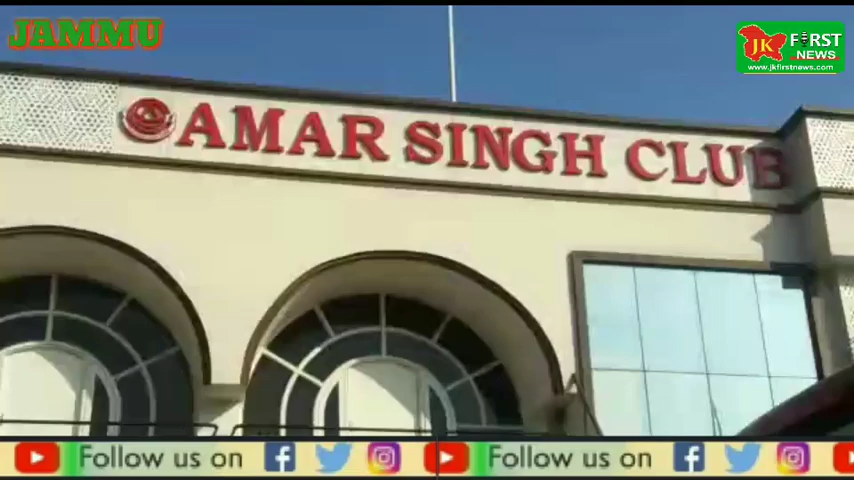 JAMMU
JK FIRST
NEWS
www.jkfirstnews.com
AMAR SINGH CLUB
Follow us on Follow us on